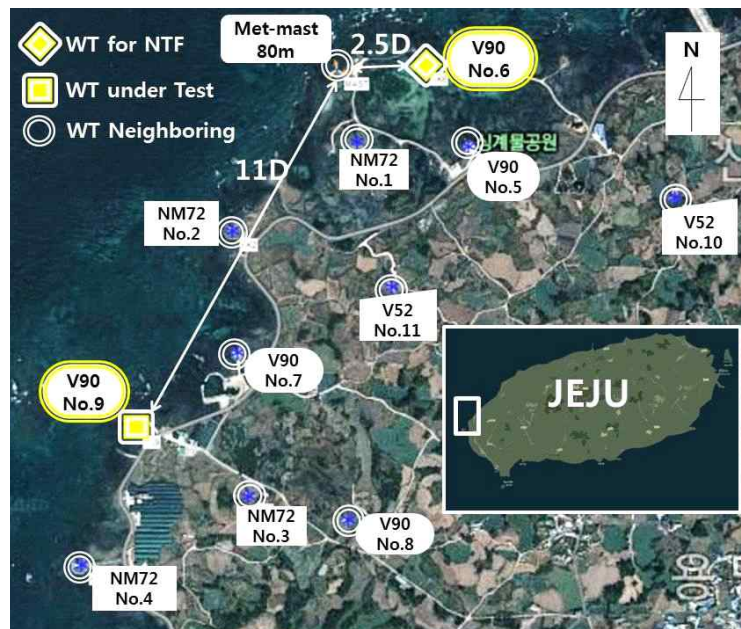 WT for NTF
WT under Test
WT Neighboring
Met-mast
80m
2.5D
V90
No.6
N
NM72
No.1
V90
No.5
11D
NM72
No.2
V52
No.10
V52
No.11
V90
No.7
V90
No.9
JEJU
NM72
No.3
V90
No.8
NM72
No.4